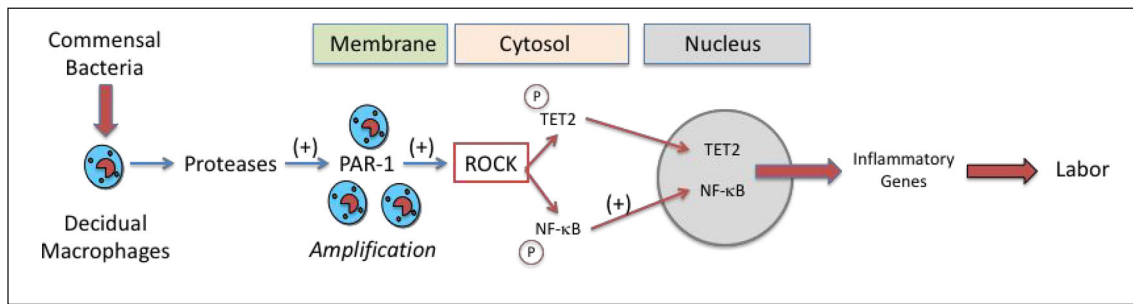 Commensal
Bacteria
Decidual
Macrophages
Proteases
(+)
Membrane
PAR-1
Amplification
(+)
Cytosol
ROCK
P
TET2
NF-κB
P
(+)
Nucleus
TET2
NF-κB
Inflammatory
Genes
Labor